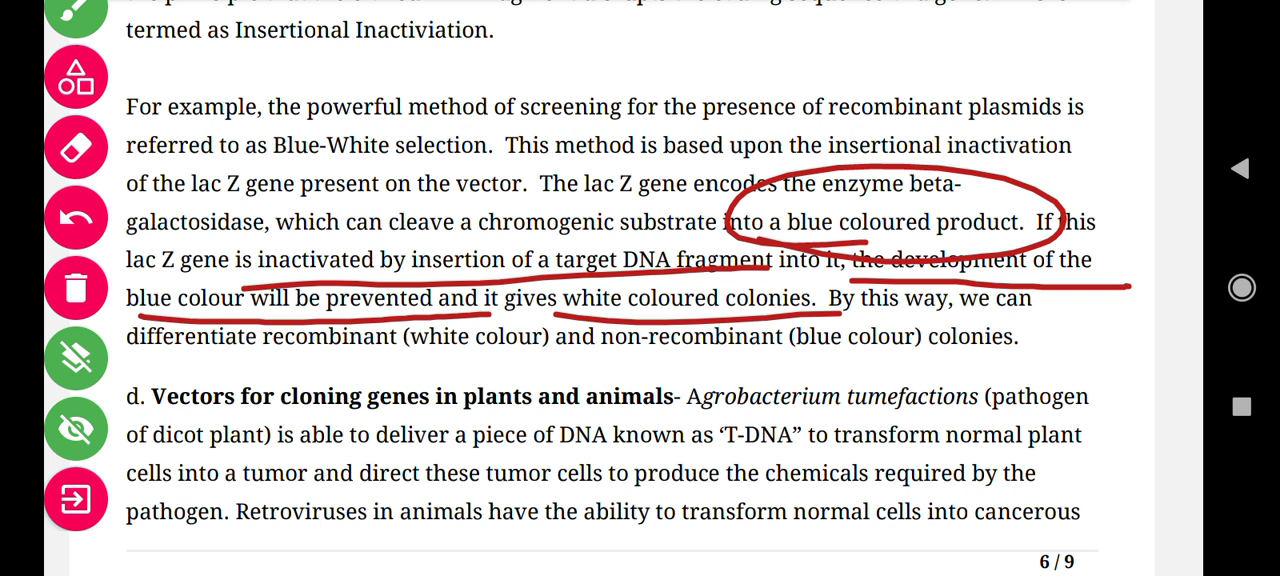 termed as Insertional Inactiviation.
For example, the powerful method of screening for the presence of recombinant plasmids is
referred to as Blue-White selection. This method is based upon the insertional inactivation
of the lac Z gene present on the vector. The lac Z gene encodes the enzyme beta-
galactosidase, which can cleave a chromogenic substrate into a blue coloured product. If this
lac Z gene is inactivated by insertion of a target DNA fragment into it, the development of the
blue colour will be prevented and it gives white coloured colonies. By this way, we can
differentiate recombinant (white colour) and non-recombinant (blue colour) colonies.
d. Vectors for cloning genes in plants and animals- Agrobacterium tumefactions (pathogen
of dicot plant) is able to deliver a piece of DNA known as ‘T-DNA” to transform normal plant
cells into a tumor and direct these tumor cells to produce the chemicals required by the
pathogen. Retroviruses in animals have the ability to transform normal cells into cancerous
6 / 9